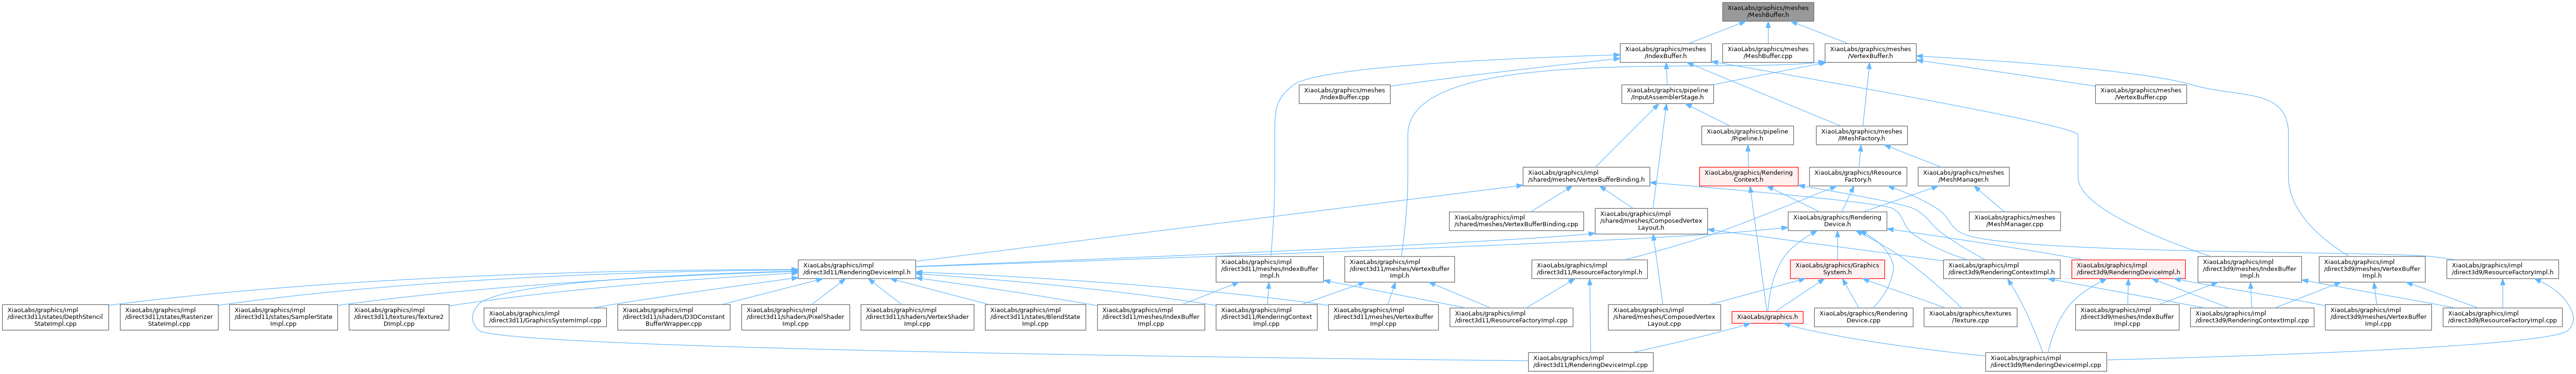 XiaoLabs/graphics/meshes
/MeshBuffer.h
XiaoLabs/graphics/meshes
/IndexBuffer.h
XiaoLabs/graphics/meshes
/MeshBuffer.cpp
XiaoLabs/graphics/meshes
/VertexBuffer.h
XiaoLabs/graphics/meshes
/IndexBuffer.cpp
XiaoLabs/graphics/pipeline
/InputAssemblerStage.h
XiaoLabs/graphics/meshes
/VertexBuffer.cpp
XiaoLabs/graphics/pipeline
/Pipeline.h
XiaoLabs/graphics/meshes
/IMeshFactory.h
XiaoLabs/graphics/impl
/shared/meshes/VertexBufferBinding.h
XiaoLabs/graphics/Rendering
Context.h
XiaoLabs/graphics/IResource
Factory.h
XiaoLabs/graphics/meshes
/MeshManager.h
XiaoLabs/graphics/impl
/shared/meshes/VertexBufferBinding.cpp
XiaoLabs/graphics/impl
/shared/meshes/ComposedVertex
Layout.h
XiaoLabs/graphics/Rendering
Device.h
XiaoLabs/graphics/meshes
/MeshManager.cpp
XiaoLabs/graphics/impl
/direct3d11/RenderingDeviceImpl.h
XiaoLabs/graphics/impl
/direct3d11/meshes/IndexBuffer
Impl.h
XiaoLabs/graphics/impl
/direct3d11/meshes/VertexBuffer
Impl.h
XiaoLabs/graphics/impl
/direct3d11/ResourceFactoryImpl.h
XiaoLabs/graphics/Graphics
System.h
XiaoLabs/graphics/impl
/direct3d9/RenderingContextImpl.h
XiaoLabs/graphics/impl
/direct3d9/RenderingDeviceImpl.h
XiaoLabs/graphics/impl
/direct3d9/meshes/IndexBuffer
Impl.h
XiaoLabs/graphics/impl
/direct3d9/meshes/VertexBuffer
Impl.h
XiaoLabs/graphics/impl
/direct3d9/ResourceFactoryImpl.h
XiaoLabs/graphics/impl
/direct3d11/states/DepthStencil
StateImpl.cpp
XiaoLabs/graphics/impl
/direct3d11/states/Rasterizer
StateImpl.cpp
XiaoLabs/graphics/impl
/direct3d11/states/SamplerState
Impl.cpp
XiaoLabs/graphics/impl
/direct3d11/textures/Texture2
DImpl.cpp
XiaoLabs/graphics/impl
/direct3d11/GraphicsSystemImpl.cpp
XiaoLabs/graphics/impl
/direct3d11/shaders/D3DConstant
BufferWrapper.cpp
XiaoLabs/graphics/impl
/direct3d11/shaders/PixelShader
Impl.cpp
XiaoLabs/graphics/impl
/direct3d11/shaders/VertexShader
Impl.cpp
XiaoLabs/graphics/impl
/direct3d11/states/BlendState
Impl.cpp
XiaoLabs/graphics/impl
/direct3d11/meshes/IndexBuffer
Impl.cpp
XiaoLabs/graphics/impl
/direct3d11/RenderingContext
Impl.cpp
XiaoLabs/graphics/impl
/direct3d11/meshes/VertexBuffer
Impl.cpp
XiaoLabs/graphics/impl
/direct3d11/ResourceFactoryImpl.cpp
XiaoLabs/graphics/impl
/shared/meshes/ComposedVertex
Layout.cpp
XiaoLabs/graphics.h
XiaoLabs/graphics/Rendering
Device.cpp
XiaoLabs/graphics/textures
/Texture.cpp
XiaoLabs/graphics/impl
/direct3d9/meshes/IndexBuffer
Impl.cpp
XiaoLabs/graphics/impl
/direct3d9/RenderingContextImpl.cpp
XiaoLabs/graphics/impl
/direct3d9/meshes/VertexBuffer
Impl.cpp
XiaoLabs/graphics/impl
/direct3d9/ResourceFactoryImpl.cpp
XiaoLabs/graphics/impl
/direct3d11/RenderingDeviceImpl.cpp
XiaoLabs/graphics/impl
/direct3d9/RenderingDeviceImpl.cpp